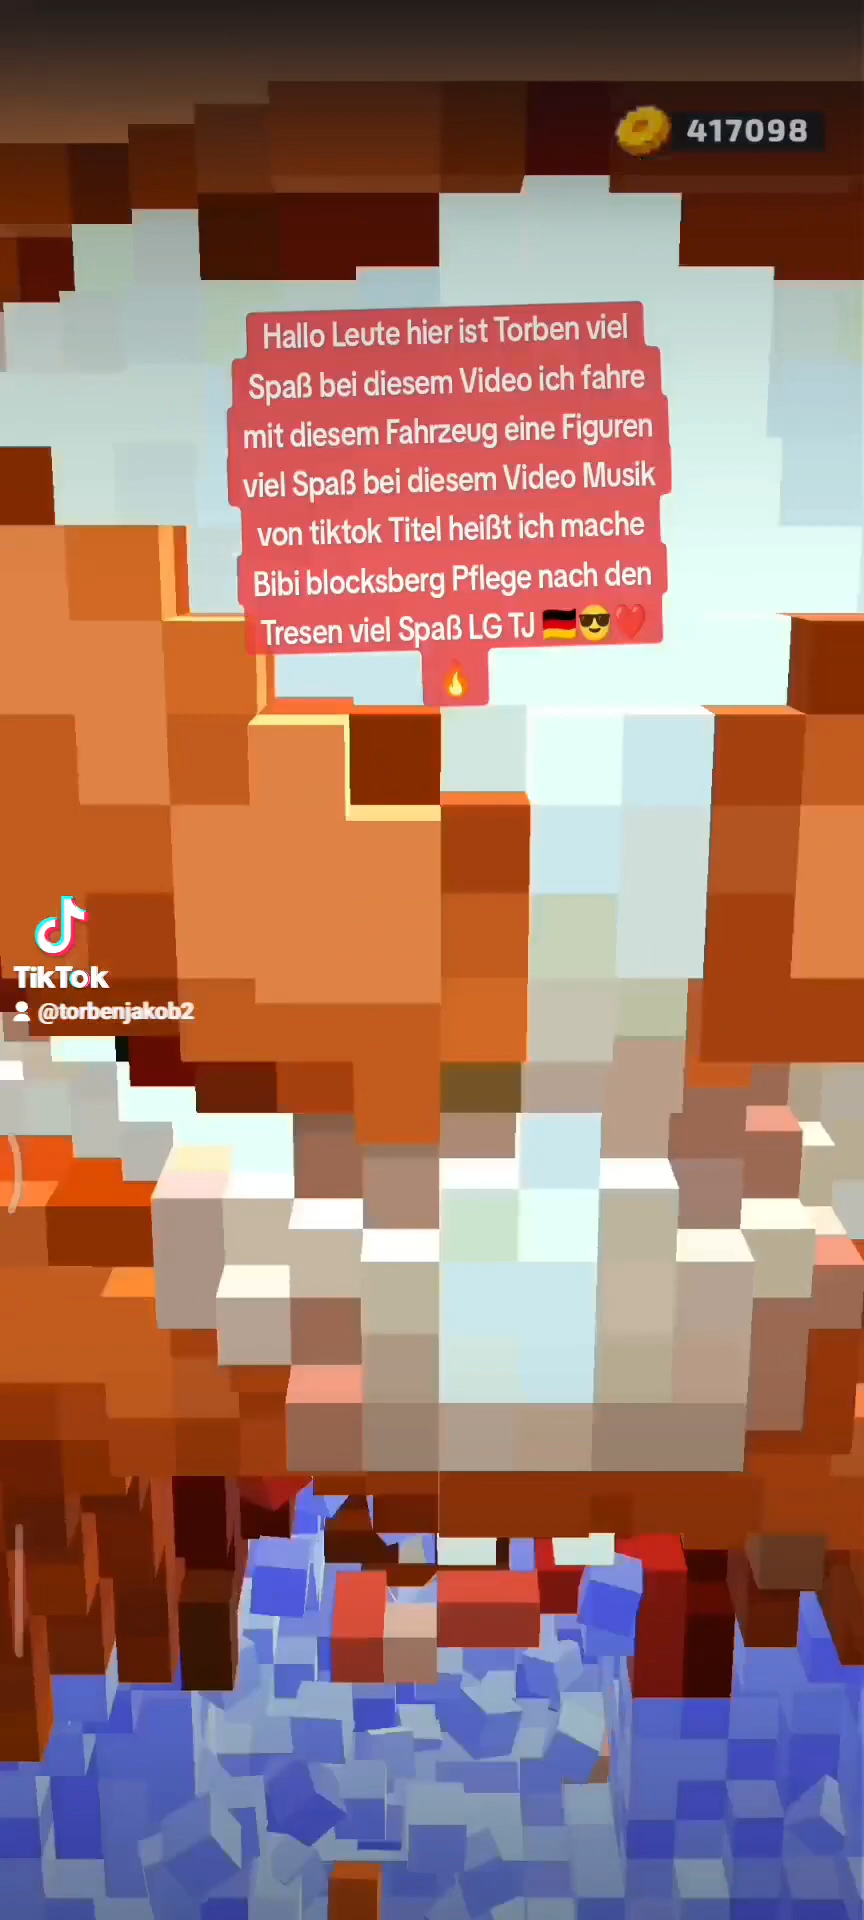 417098
Hallo Leute hier ist Torben viel
Spaß bei diesem Video ich fahre
mit diesem Fahrzeug eine Figuren
viel Spaß bei diesem Video Musik
von tiktok Titel heißt ich mache
Bibi blocksberg Pflege nach den
Tresen viel Spaß LG TJ 🇩🇪😎❤️
🔥
TikTok
@torbenjakob2